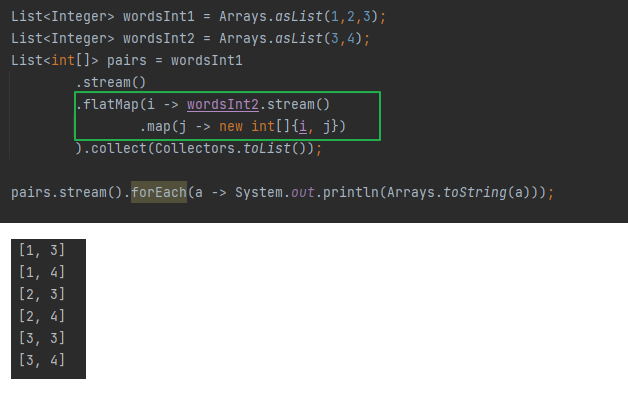 List<Integer> wordsInt1 = Arrays.asList(1,2,3);
List<Integer> wordsInt2 = Arrays.asList(3,4);
List<int[]> pairs = wordsInt1
.stream()
.flatMap(i -> wordsInt2.stream()
.map(j -> new int[]{i, j})
).collect(Collectors.toList());
pairs.stream().forEach(a -> System.out.println(Arrays.toString(a)));
[1, 3]
[1, 4]
[2, 3]
[2, 4]
[3, 3]
[3, 4]